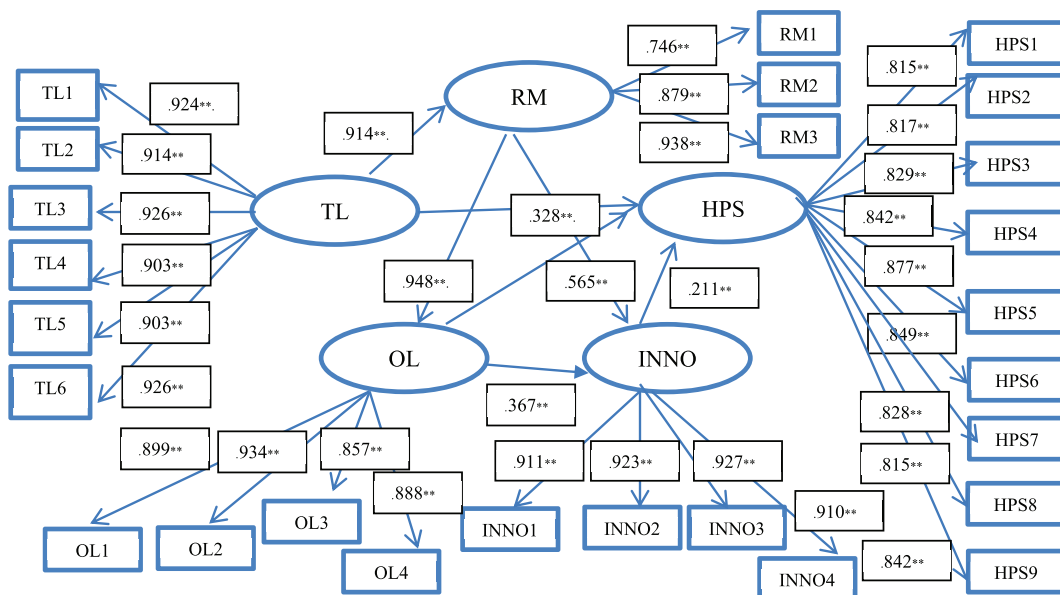 RM1
HPS1
.746**
.815**
TL1
RM
RM2
HPS2
.924**.
.879**
.817**
TL2
.914**
.914**.
.938**
RM3
HPS3
.829**
TL3
.926**
TL
.328**.
HPS
.842**
HPS4
TL4
.903**
.948**.
.565**
.211**
.877**
TL5
.903**
HPS5
.849**
TL6
.926**
OL
INNO
HPS6
.367**
.828**
HPS7
.899**
.934**
.857**
.911**
.923**
.927**
.815**
.888**
HPS8
OL3
INNO1
INNO2
INNO3
.910**
OL1
OL2
OL4
.842**
HPS9
INNO4